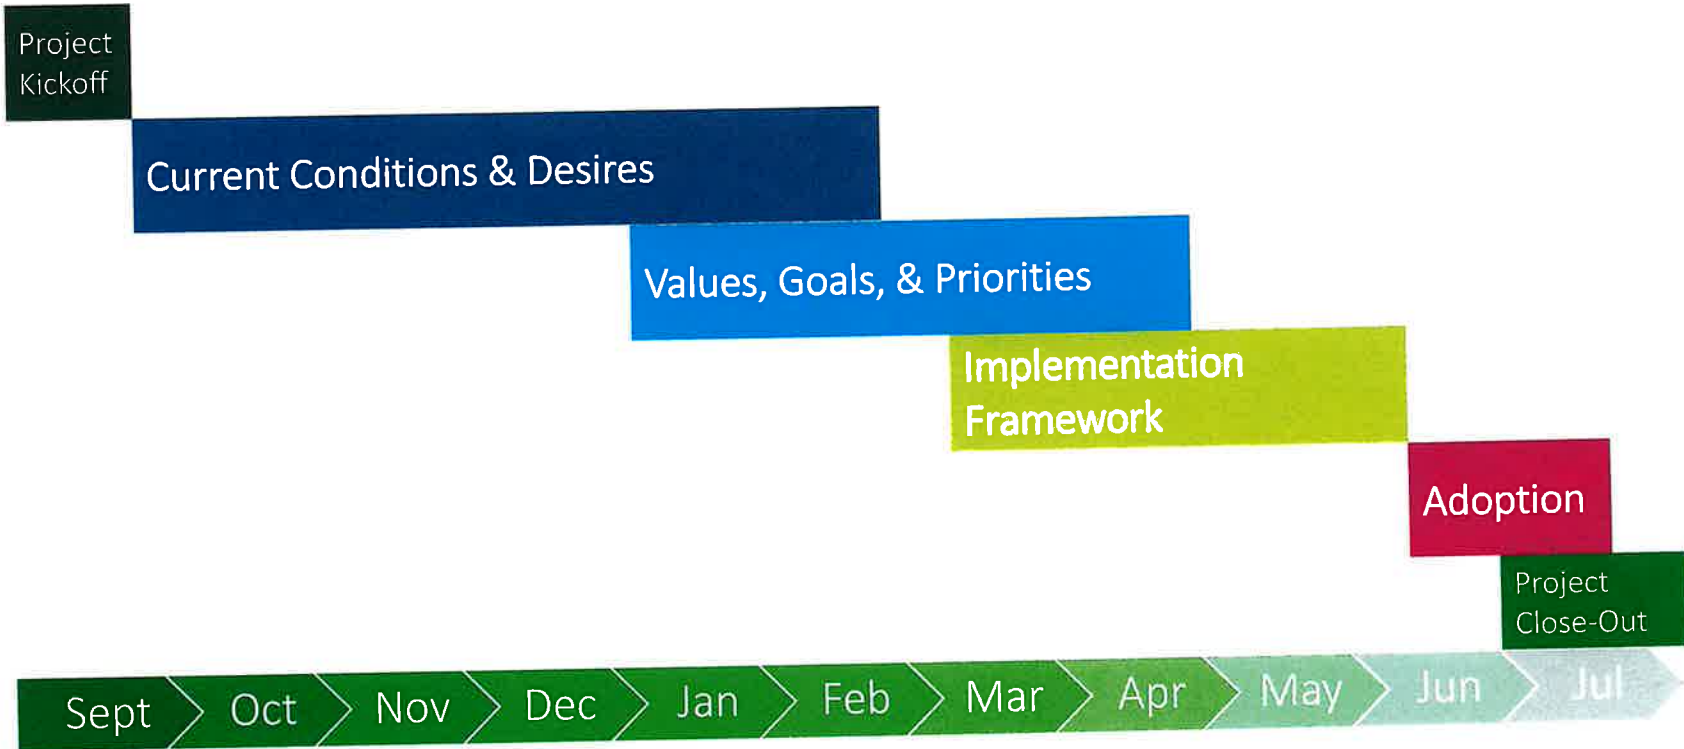 Project
Kickoff
Current Conditions & Desires
Values, Goals, & Priorities
Implementation
Framework
Adoption
Project
Close-Out
Sept Oct Nov Dec Jan Feb Mar Apr May Jun Jul